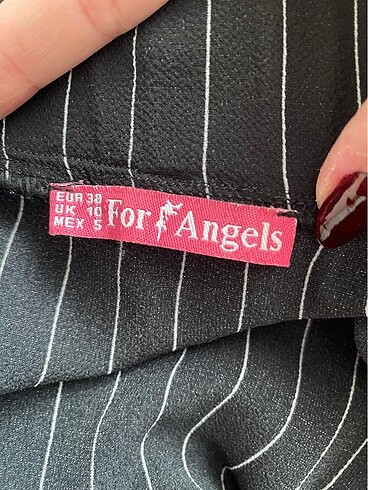 EUR 38
UK 10
MEX 5
For Angels